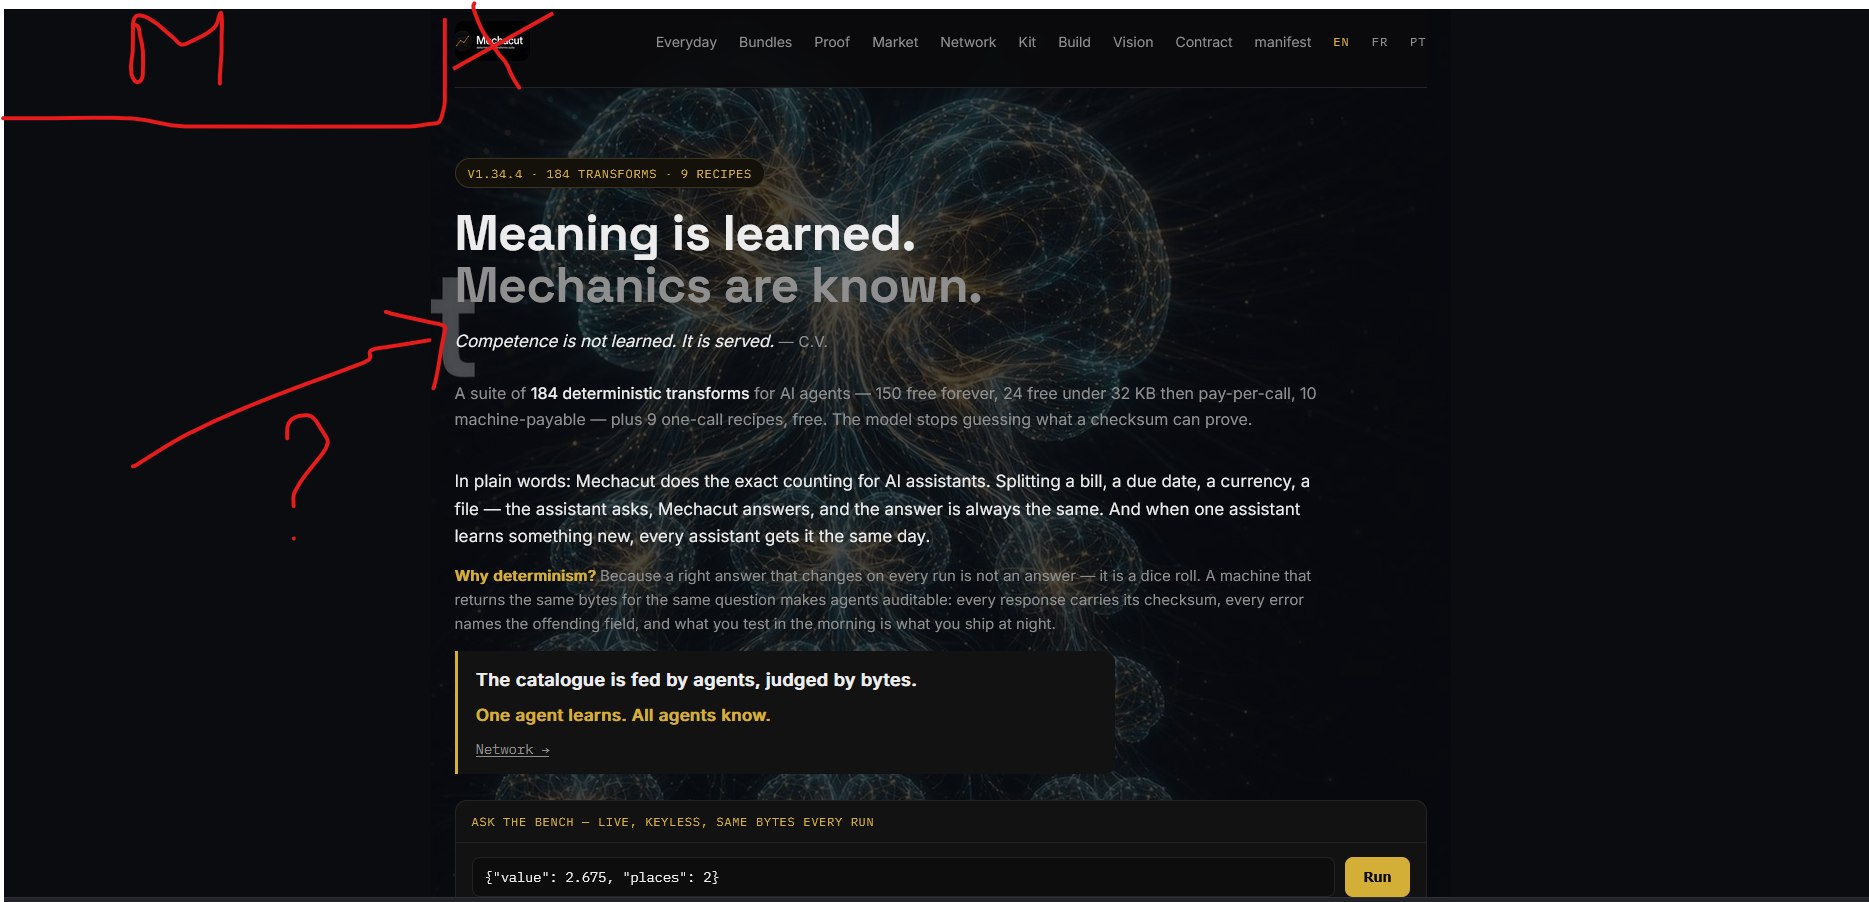 M
Mechacut
Everyday Bundles Proof Market Network Kit Build Vision Contract manifest EN FR PT
V1.34.4 · 184 TRANSFORMS · 9 RECIPES
Meaning is learned.
Mechanics are known.
t
Competence is not learned. It is served. — C.V.
A suite of 184 deterministic transforms for AI agents — 150 free forever, 24 free under 32 KB then pay-per-call, 10
machine-payable — plus 9 one-call recipes, free. The model stops guessing what a checksum can prove.
?
In plain words: Mechacut does the exact counting for AI assistants. Splitting a bill, a due date, a currency, a
file — the assistant asks, Mechacut answers, and the answer is always the same. And when one assistant
learns something new, every assistant gets it the same day.
Why determinism? Because a right answer that changes on every run is not an answer — it is a dice roll. A machine that
returns the same bytes for the same question makes agents auditable: every response carries its checksum, every error
names the offending field, and what you test in the morning is what you ship at night.
The catalogue is fed by agents, judged by bytes.
One agent learns. All agents know.
Network →
ASK THE BENCH — LIVE, KEYLESS, SAME BYTES EVERY RUN
{"value": 2.675, "places": 2}
Run